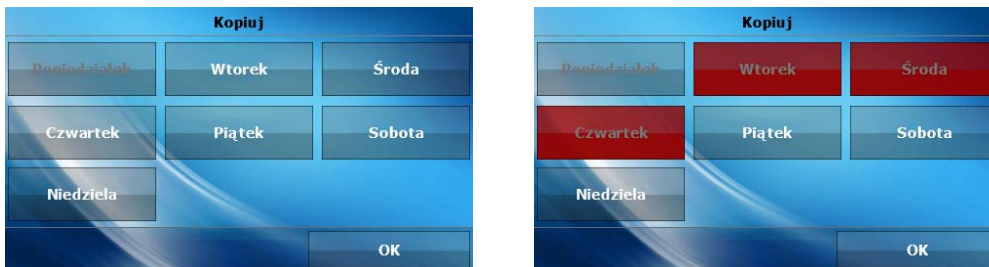 Kopiuj
Poniedziałek Wtorek Środa
Czwartek Piątek Sobota
Niedziela
OK
Kopiuj
Poniedziałek Wtorek Środa
Czwartek Piątek Sobota
Niedziela
OK